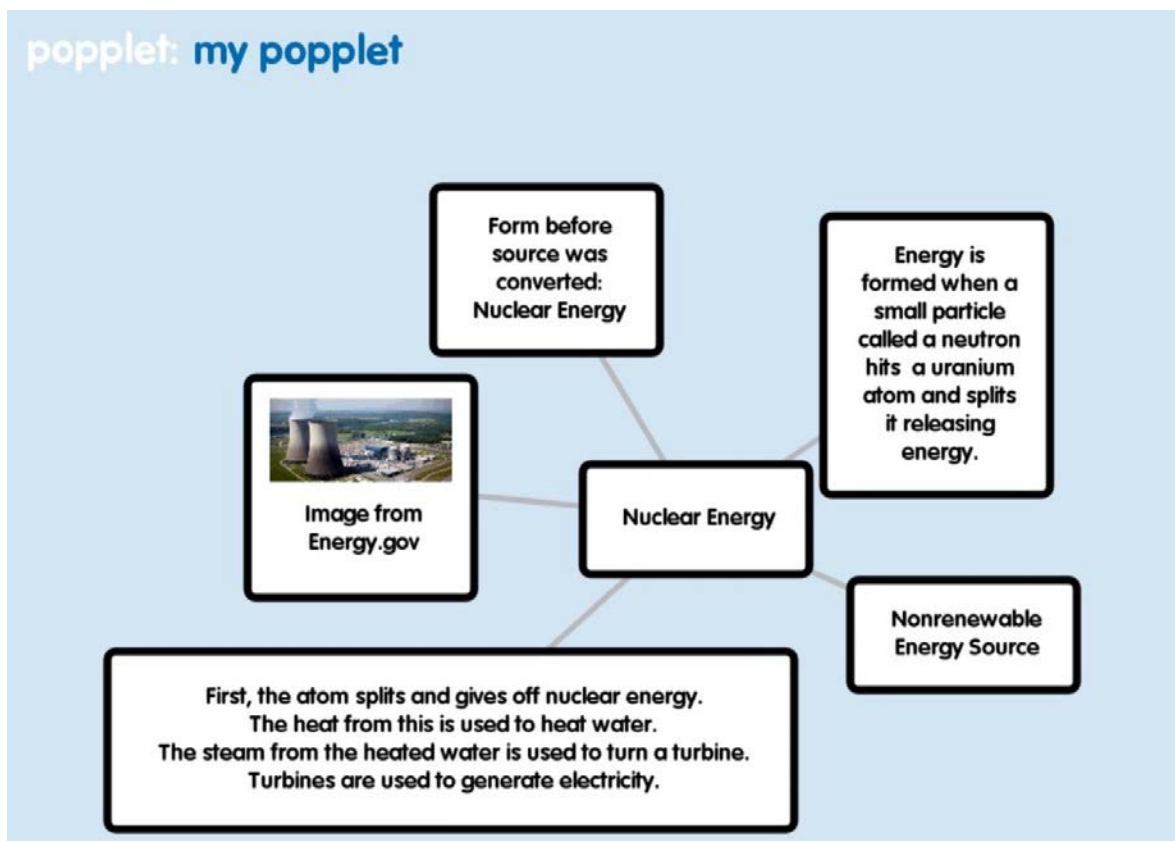 popplet: my popplet
Form before
source was
converted:
Nuclear Energy
Energy is
formed when a
small particle
called a neutron
hits a uranium
atom and splits
it releasing
energy.
Image from
Energy.gov
Nuclear Energy
Nonrenewable
Energy Source
First, the atom splits and gives off nuclear energy.
The heat from this is used to heat water.
The steam from the heated water is used to turn a turbine.
Turbines are used to generate electricity.